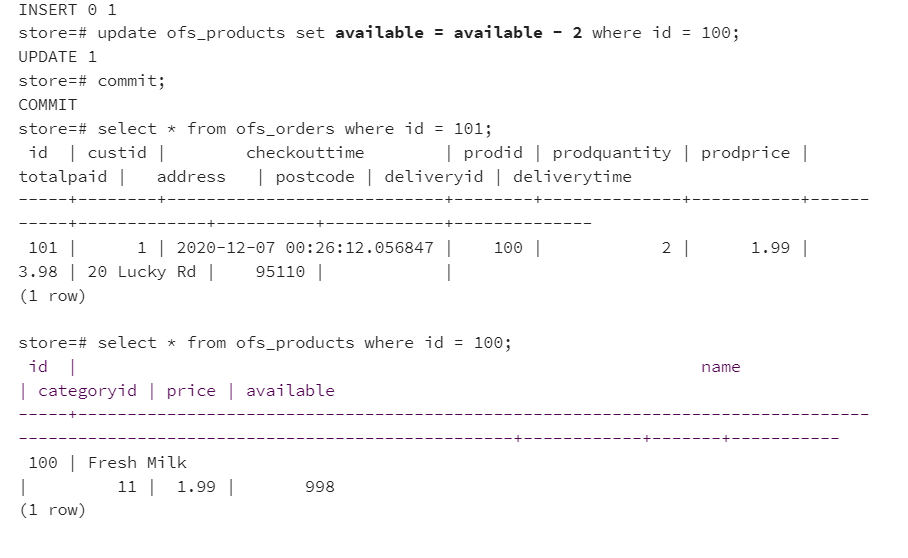 INSERT 0 1
store=# update ofs_products set available = available - 2 where id = 100;
UPDATE 1
store=# commit;
COMMIT
store=# select * from ofs_orders where id = 101;
 id  | custid |        checkouttime        | prodid | prodquantity | prodprice |
totalpaid |   address   | postcode | deliveryid | deliverytime
-----+--------+----------------------------+--------+--------------+-----------+------
-----+-------------+----------+------------+--------------
 101 |      1 | 2020-12-07 00:26:12.056847 |    100 |            2 |      1.99 |
3.98 | 20 Lucky Rd |    95110 |            |
(1 row)
store=# select * from ofs_products where id = 100;
 id  |                                                               name
| categoryid | price | available
-----+--------------------------------------------------------------------------------
--------------------------------------------------+------------+-------+-----------
 100 | Fresh Milk
|         11 |  1.99 |       998
(1 row)